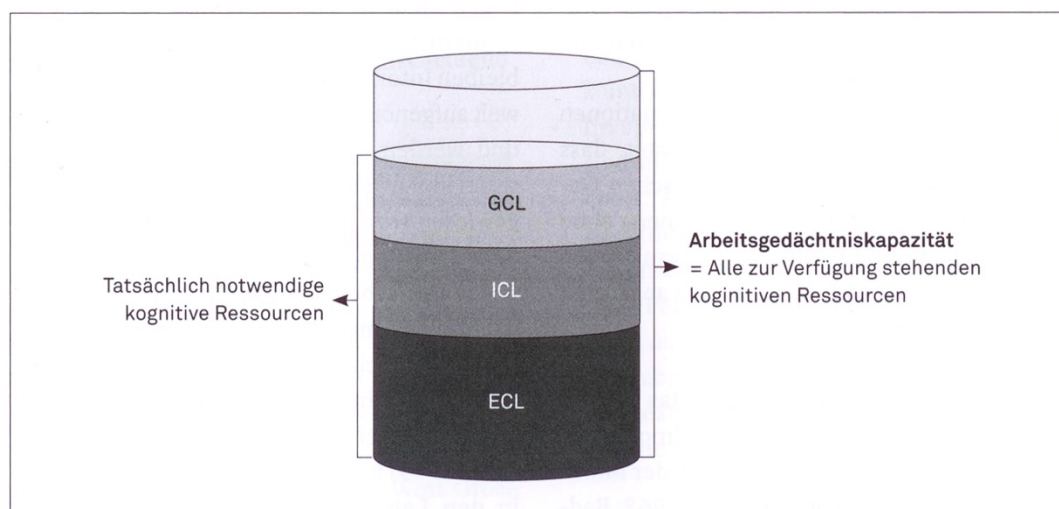 GCL
ICL
ECL
Tatsächlich notwendige
kognitive Ressourcen
Arbeitsgedächtniskapazität
= Alle zur Verfügung stehenden
koginitiven Ressourcen